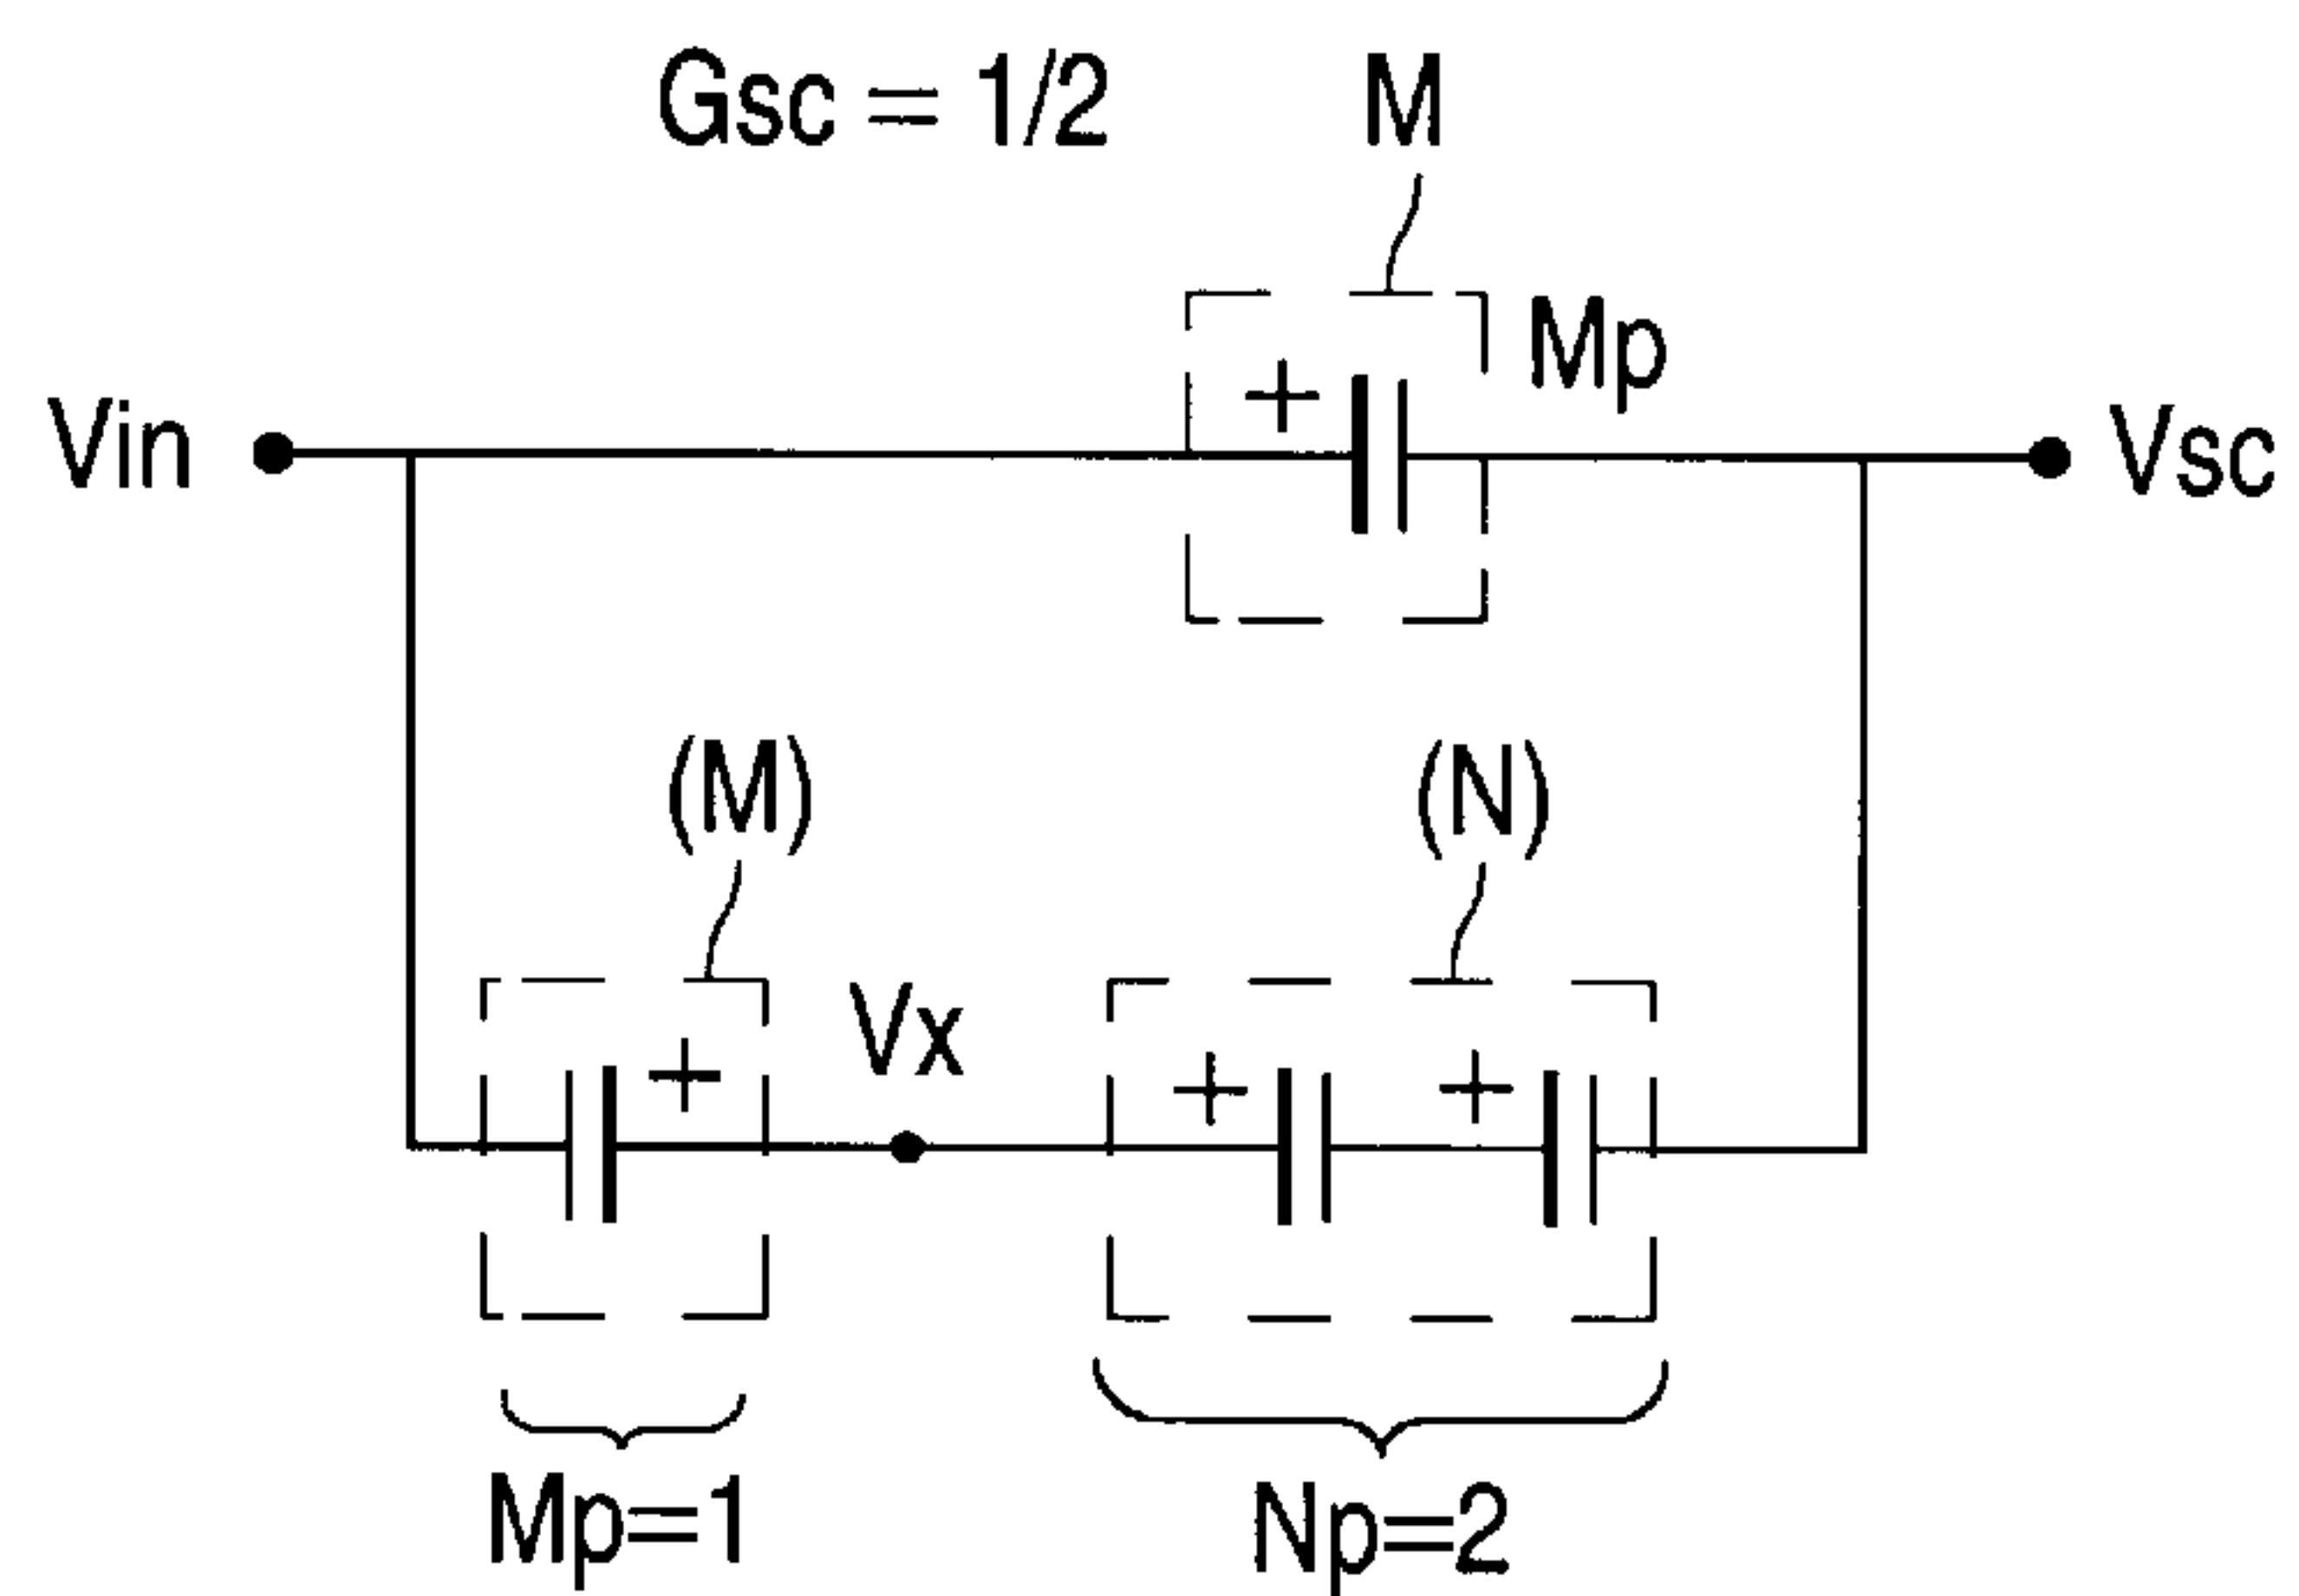 Gsc = 1/2
M
+
Mp
Vin
Vsc
(M)
(N)
+
Vx
+
+
Mp=1
Np=2